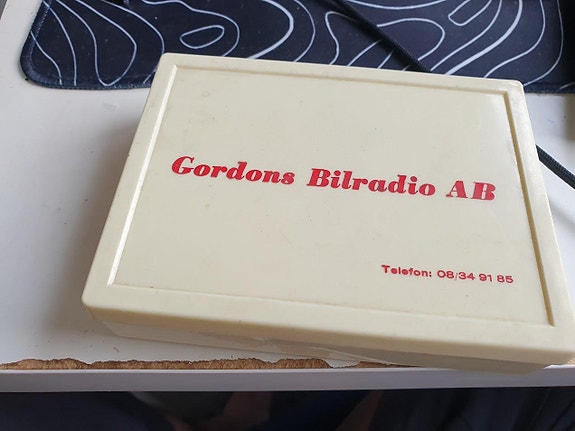 Gordons Bilradio AB
Telefon: 08/34 91 85